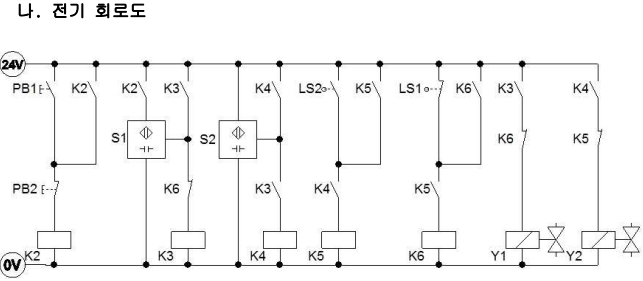 나. 전기 회로도
24V
PB1 K2 K2 K3 K4 LS2 K5 LS1 K6 K3 K4
S1 S2 K6 K5
PB2 K6 K3 K4 K5
K2 K3 K4 K5 K6 Y1 Y2
0V